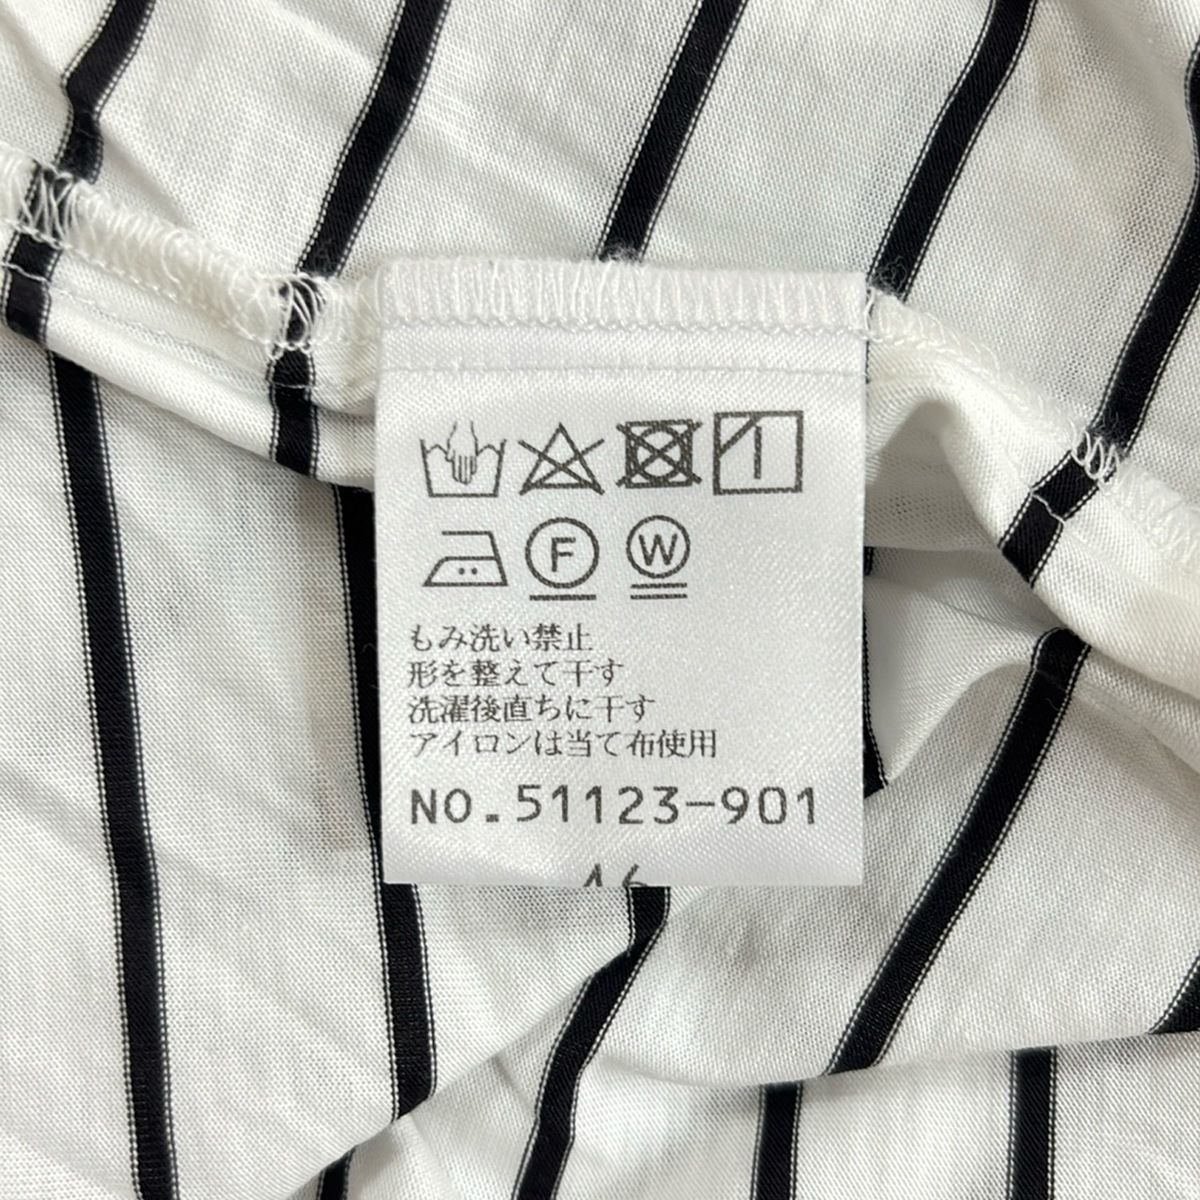 F W
もみ洗い禁止
形を整えて干す
洗濯後直ちに干す
アイロンは当て布使用
NO.51123-901